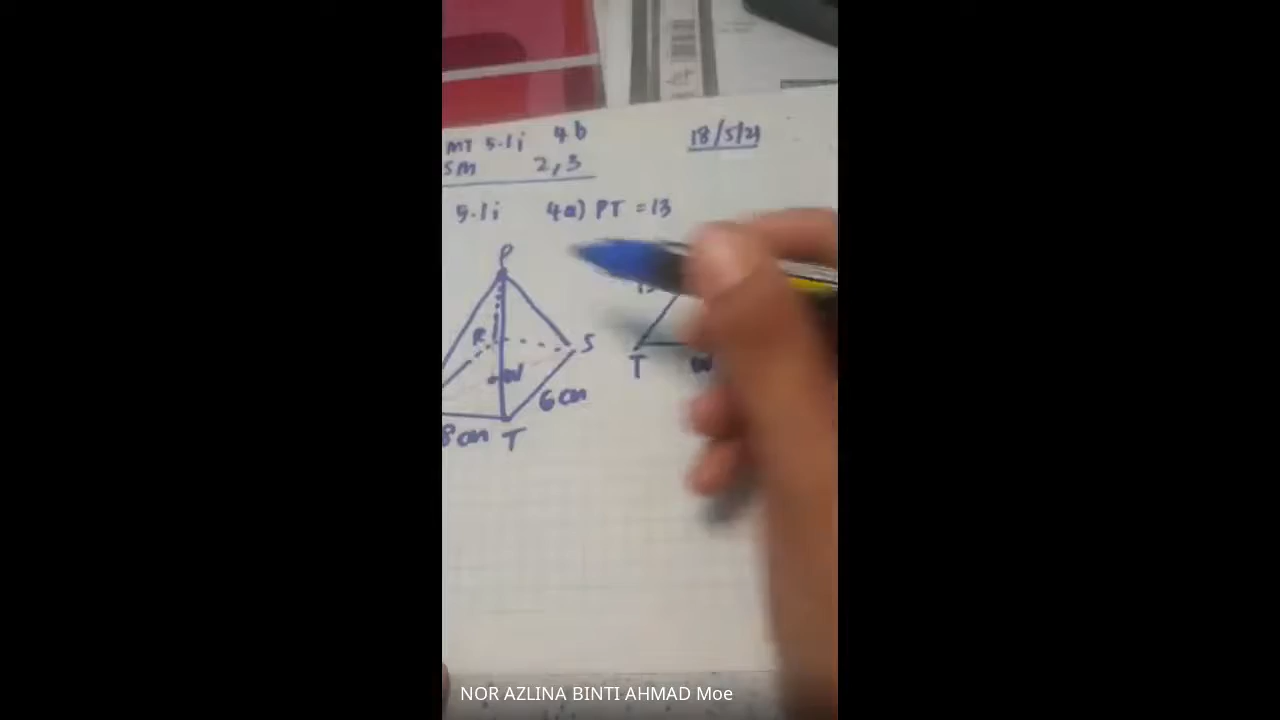 MT 5.1i 4b
SM 2,3
18/5/21
5.1i 4a) PT = 13
P
R
S
W
6cm
8cm T
T
W
NOR AZLINA BINTI AHMAD Moe